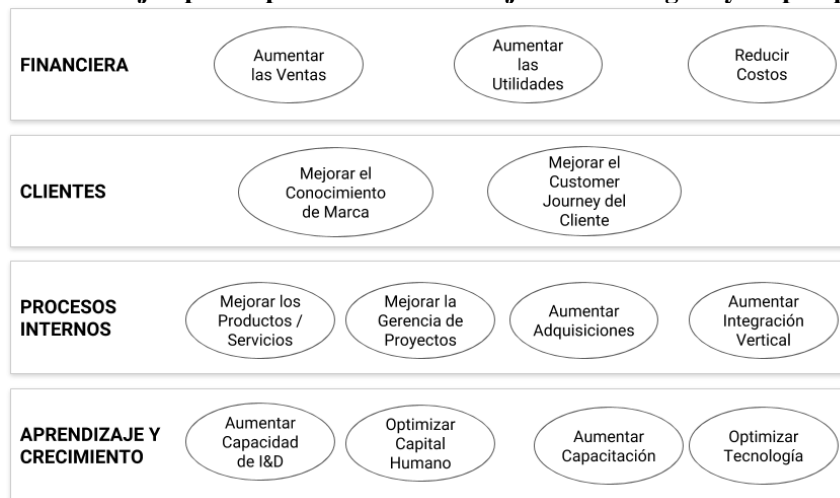 FINANCIERA
Aumentar
las Ventas
Aumentar
las
Utilidades
Reducir
Costos
CLIENTES
Mejorar el
Conocimiento
de Marca
Mejorar el
Customer
Journey del
Cliente
PROCESOS
INTERNOS
Mejorar los
Productos /
Servicios
Mejorar la
Gerencia de
Proyectos
Aumentar
Adquisiciones
Aumentar
Integración
Vertical
APRENDIZAJE Y
CRECIMIENTO
Aumentar
Capacidad
de I&D
Optimizar
Capital
Humano
Aumentar
Capacitación
Optimizar
Tecnología